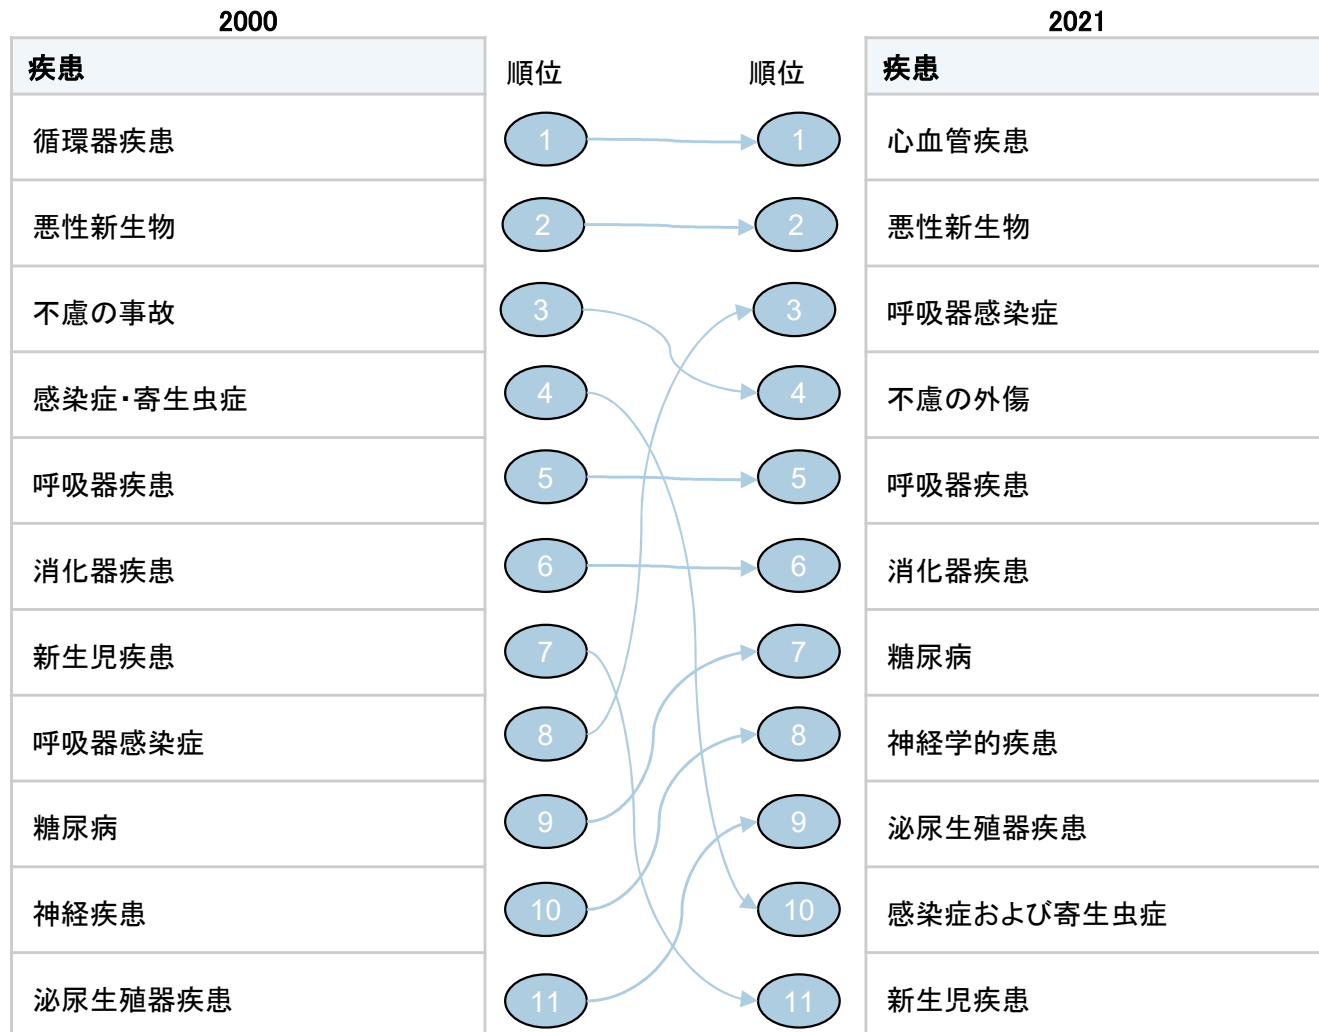 2000
2021
疾患
順位
順位
疾患
循環器疾患
1
1
心血管疾患
悪性新生物
2
2
悪性新生物
不慮の事故
3
3
呼吸器感染症
感染症・寄生虫症
4
4
不慮の外傷
呼吸器疾患
5
5
呼吸器疾患
消化器疾患
6
6
消化器疾患
新生児疾患
7
7
糖尿病
呼吸器感染症
8
8
神経学的疾患
糖尿病
9
9
泌尿生殖器疾患
神経疾患
10
10
感染症および寄生虫症
泌尿生殖器疾患
11
11
新生児疾患